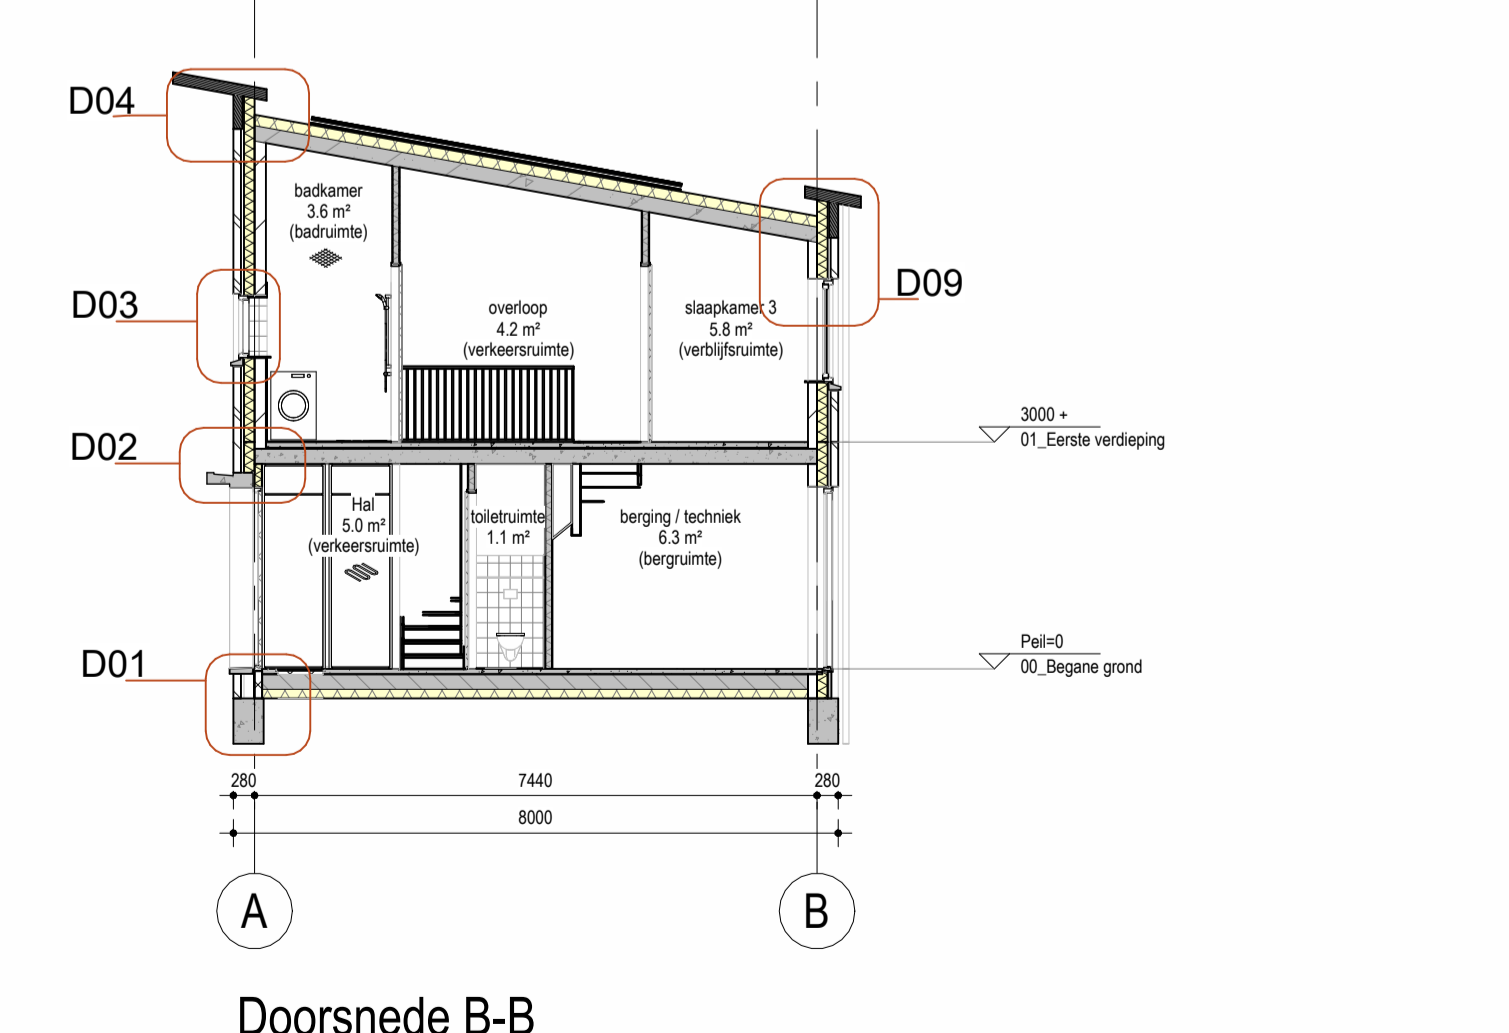 D04
badkamer
3.6 m²
(badruimte)
D09
D03
overloop
4.2 m²
(verkeersruimte)
slaapkamer 3
5.8 m²
(verblijfsruimte)
3000 +
01_Eerste verdieping
D02
Hal
5.0 m²
(verkeersruimte)
toiletruimte
1.1 m²
berging / techniek
6.3 m²
(bergruimte)
Peil=0
00_Begane grond
D01
280
7440
280
8000
A
B
Doorsnede B-B